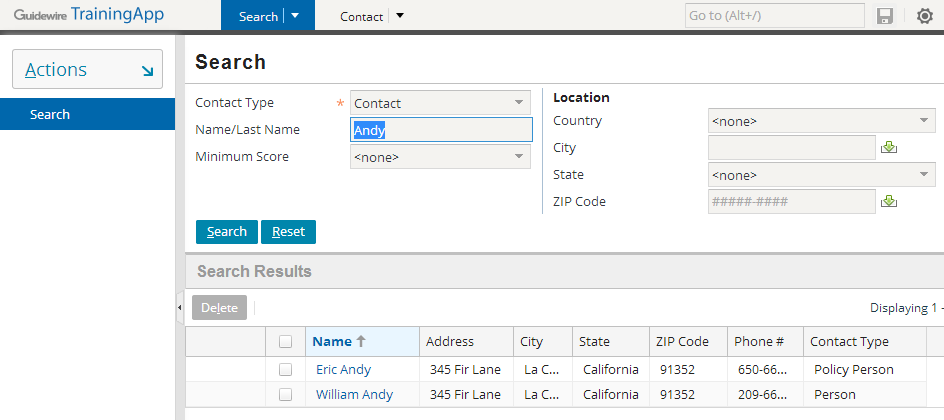 Guidewire TrainingApp Search Contact Go to (Alt+/)
Actions
Search
Search
Contact Type * Contact
Name/Last Name Andy
Minimum Score <none>
Location
Country <none>
City
State <none>
ZIP Code #####-####
Search Reset
Search Results
Delete Displaying 1 -
Name Address City State ZIP Code Phone # Contact Type
Eric Andy 345 Fir Lane La C... California 91352 650-66... Policy Person
William Andy 345 Fir Lane La C... California 91352 209-66... Person